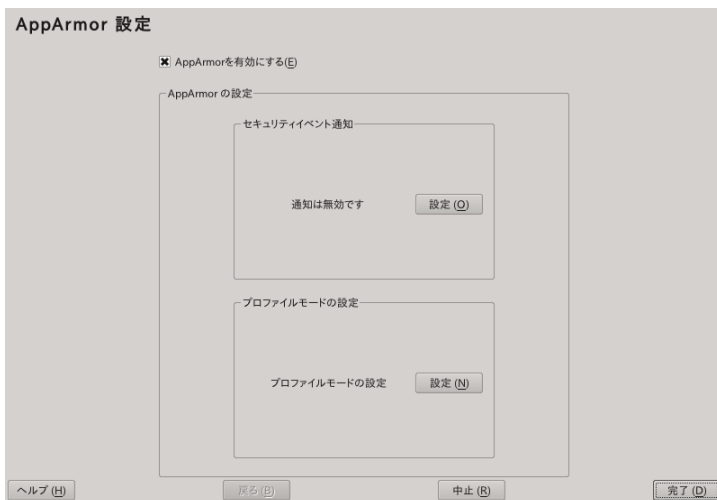 AppArmor 設定
AppArmorを有効にする(E)
AppArmor の設定
セキュリティイベント通知
通知は無効です
設定 (O)
プロファイルモードの設定
プロファイルモードの設定
設定 (N)
ヘルプ (H)
戻る (B)
中止 (R)
完了 (D)